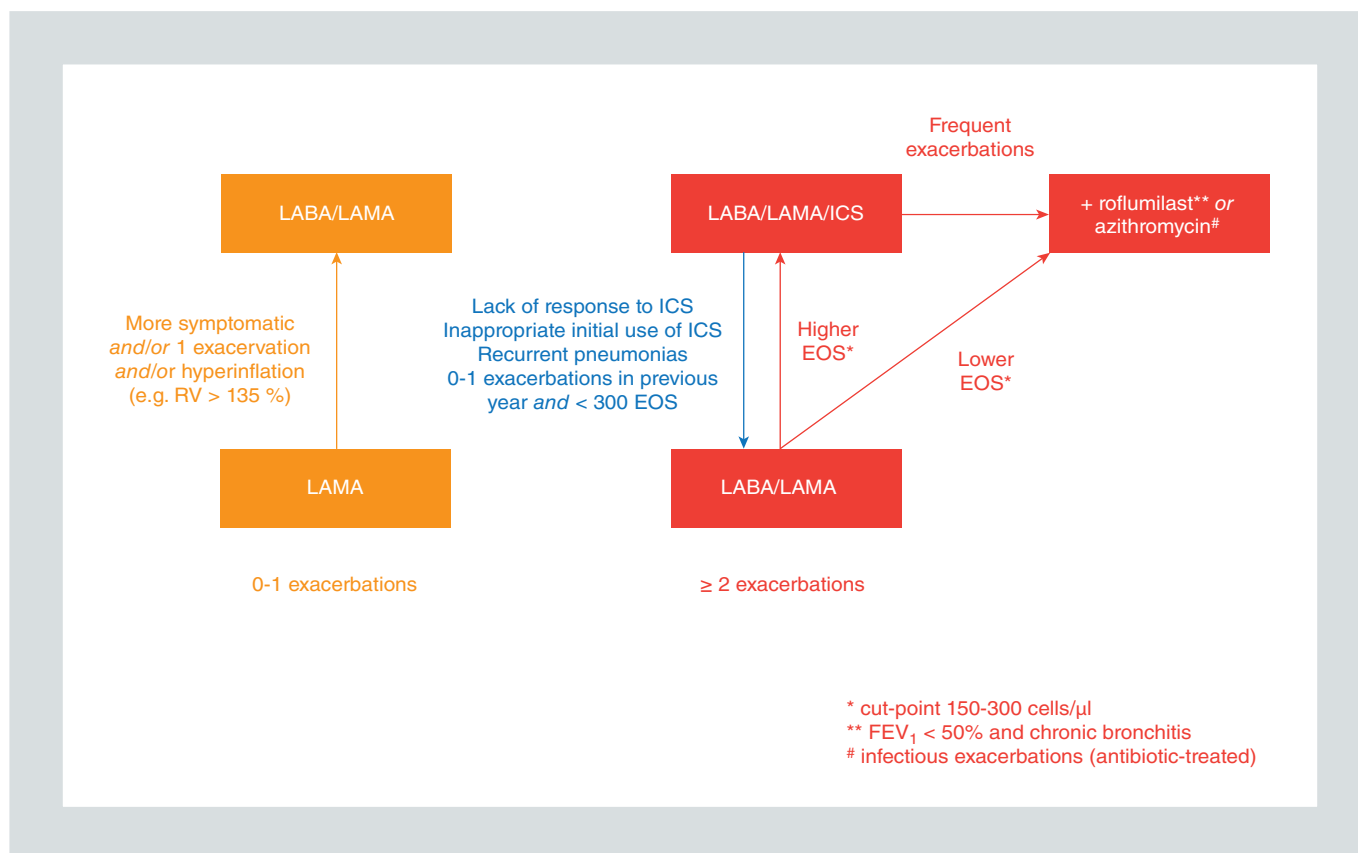 Frequent
exacerbations
LABA/LAMA
LABA/LAMA/ICS
+ roflumilast** or
azithromycin#
More symptomatic
and/or 1 exacervation
and/or hyperinflation
(e.g. RV > 135 %)
Lack of response to ICS
Inappropriate initial use of ICS
Recurrent pneumonias
0-1 exacerbations in previous
year and < 300 EOS
Higher
EOS*
Lower
EOS*
LAMA
LABA/LAMA
0-1 exacerbations
≥ 2 exacerbations
* cut-point 150-300 cells/µl
** FEV₁ < 50% and chronic bronchitis
# infectious exacerbations (antibiotic-treated)